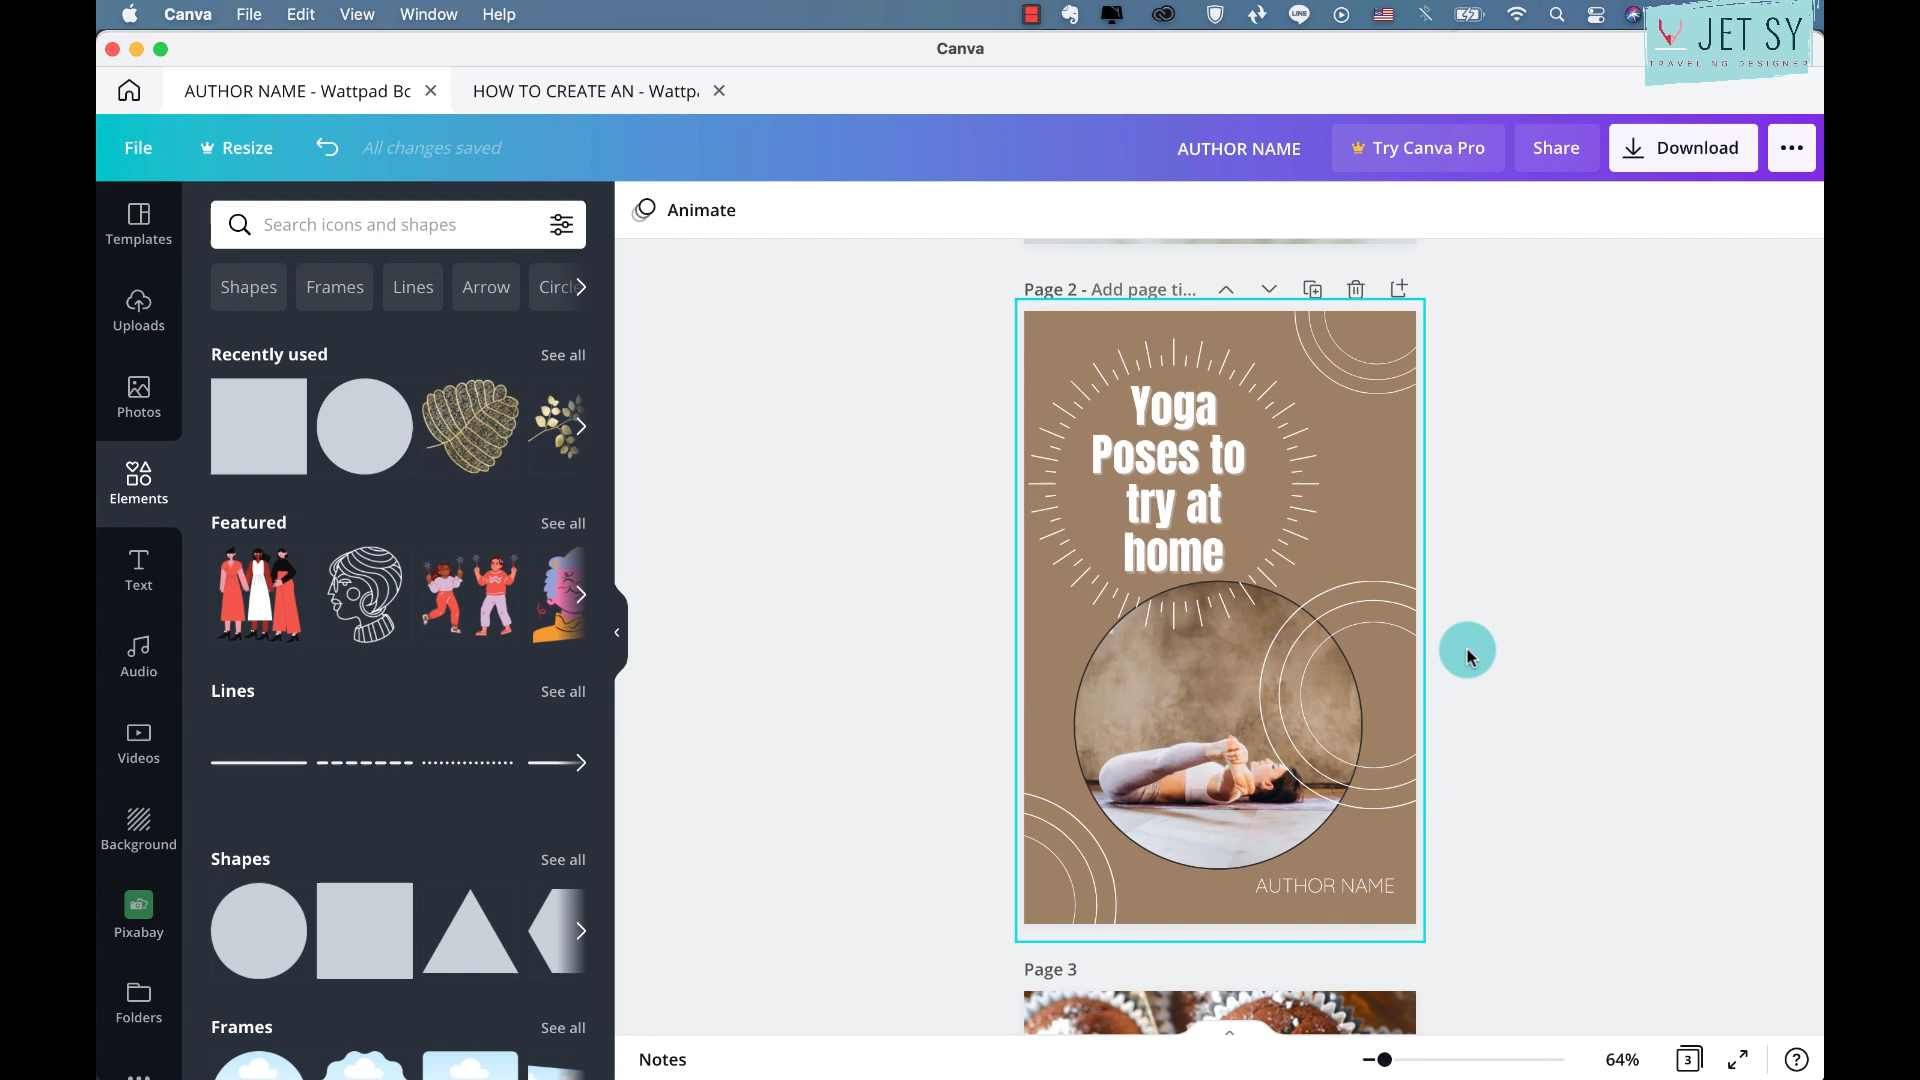 Canva File Edit View Window Help
LINE
JET SY
TRAVEL NG DESIGNER
Canva
AUTHOR NAME - Wattpad Bc
HOW TO CREATE AN - Wattp
File Resize All changes saved AUTHOR NAME Try Canva Pro Share Download
Templates
Uploads
Photos
Elements
Text
Audio
Videos
Background
Pixabay
Folders
Search icons and shapes
Shapes Frames Lines Arrow Circle
Recently used See all
Featured See all
Lines See all
Shapes See all
Frames See all
Animate
Page 2 - Add page ti...
Yoga
Poses to
try at
home
AUTHOR NAME
Page 3
Notes
64%
3
?